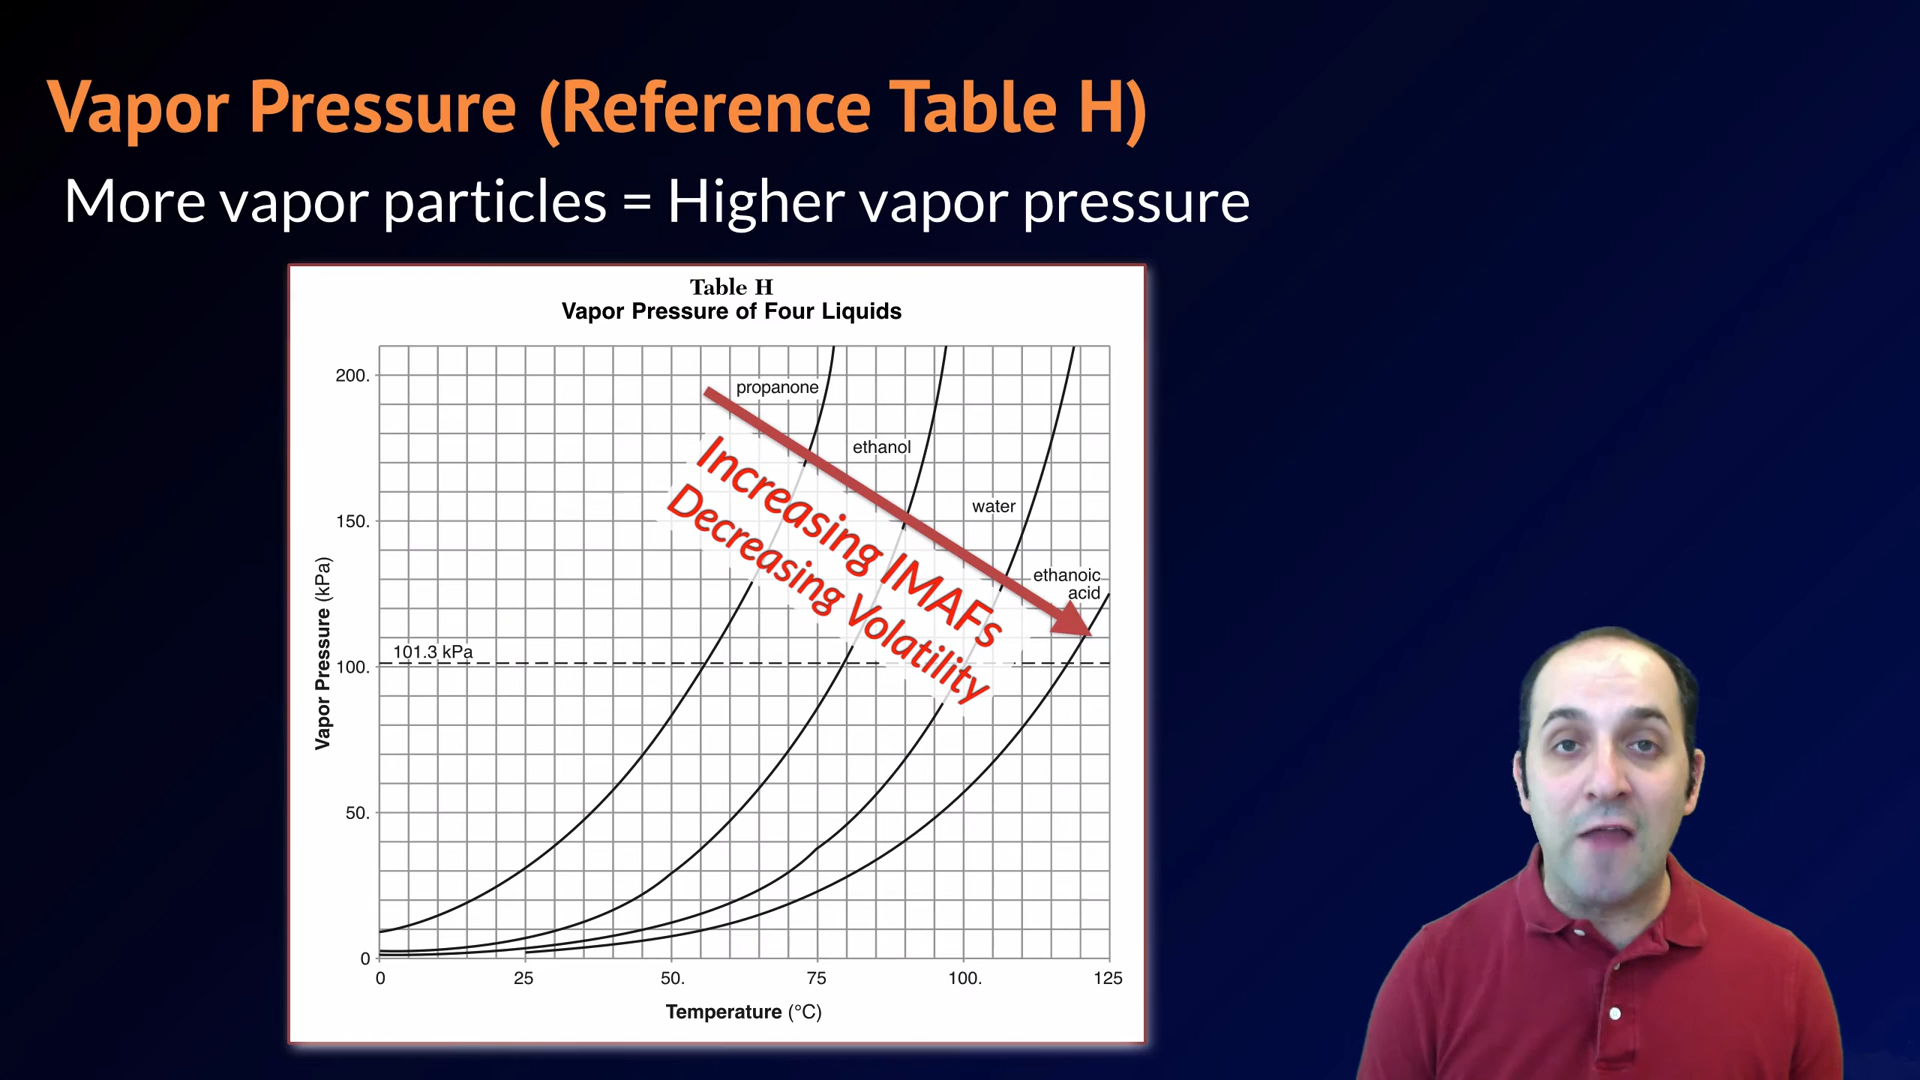 Vapor Pressure (Reference Table H)
More vapor particles = Higher vapor pressure
Table H
Vapor Pressure of Four Liquids
200.
150.
100.
50.
0
Vapor Pressure (kPa)
101.3 kPa
propanone
ethanol
water
ethanoic
acid
Increasing IMAFs
Decreasing Volatility
0
25
50.
75
100.
125
Temperature (°C)